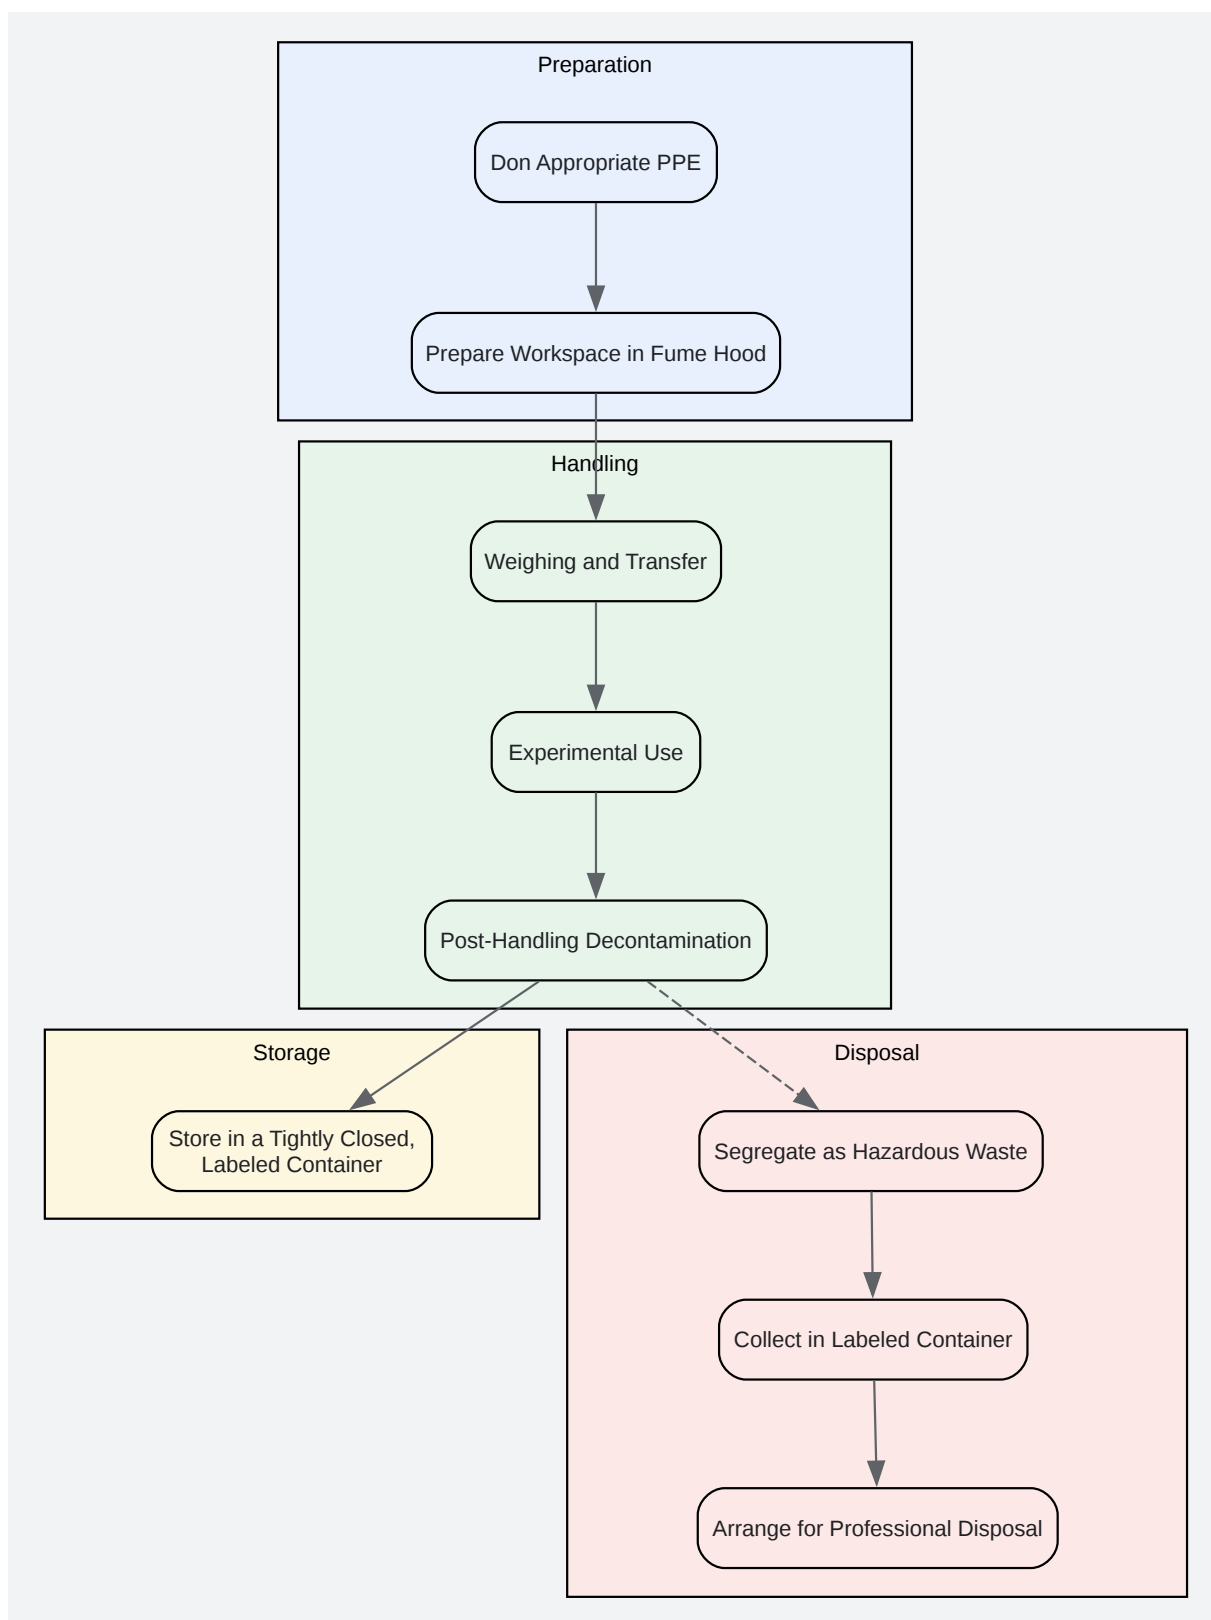 Preparation
Don Appropriate PPE
Prepare Workspace in Fume Hood
Handling
Weighing and Transfer
Experimental Use
Post-Handling Decontamination
Storage
Store in a Tightly Closed,
Labeled Container
Disposal
Segregate as Hazardous Waste
Collect in Labeled Container
Arrange for Professional Disposal